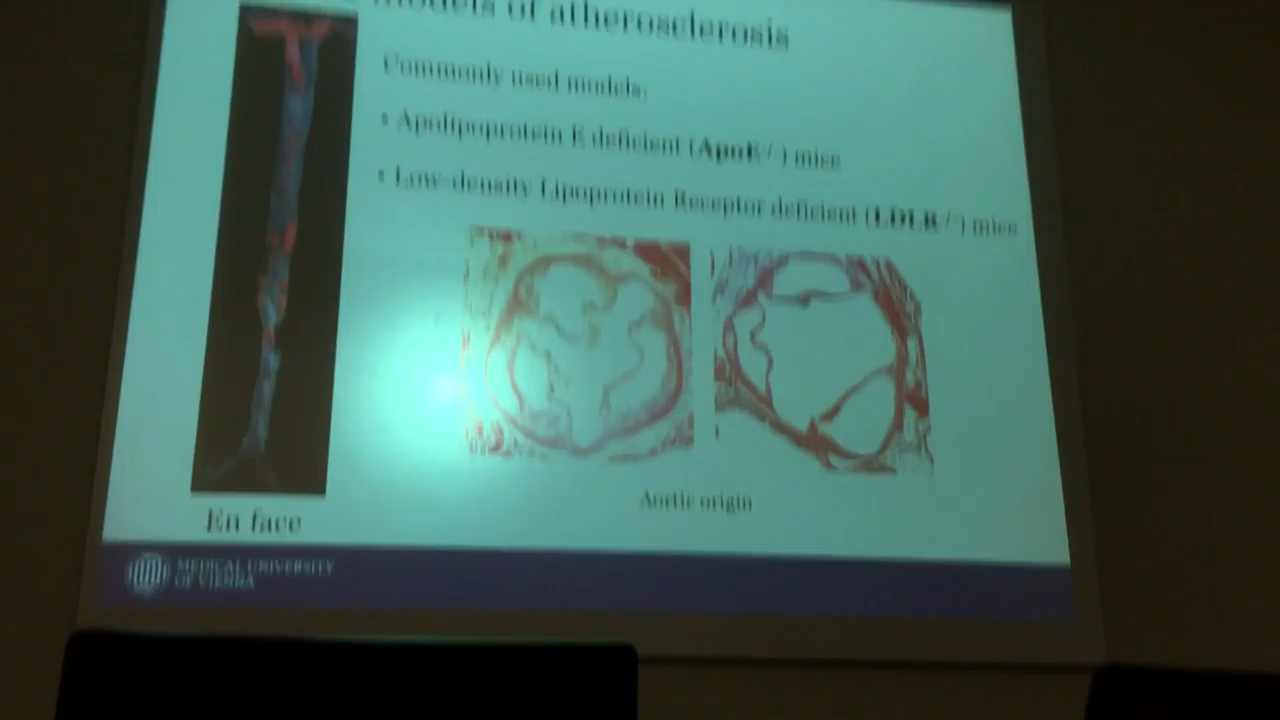 models of atherosclerosis
Commonly used models:
• Apolipoprotein E deficient (ApoE-/-) mice
• Low-density Lipoprotein Receptor deficient (LDLR-/-) mice
Aortic origin
En face
MEDICAL UNIVERSITY
OF VIENNA